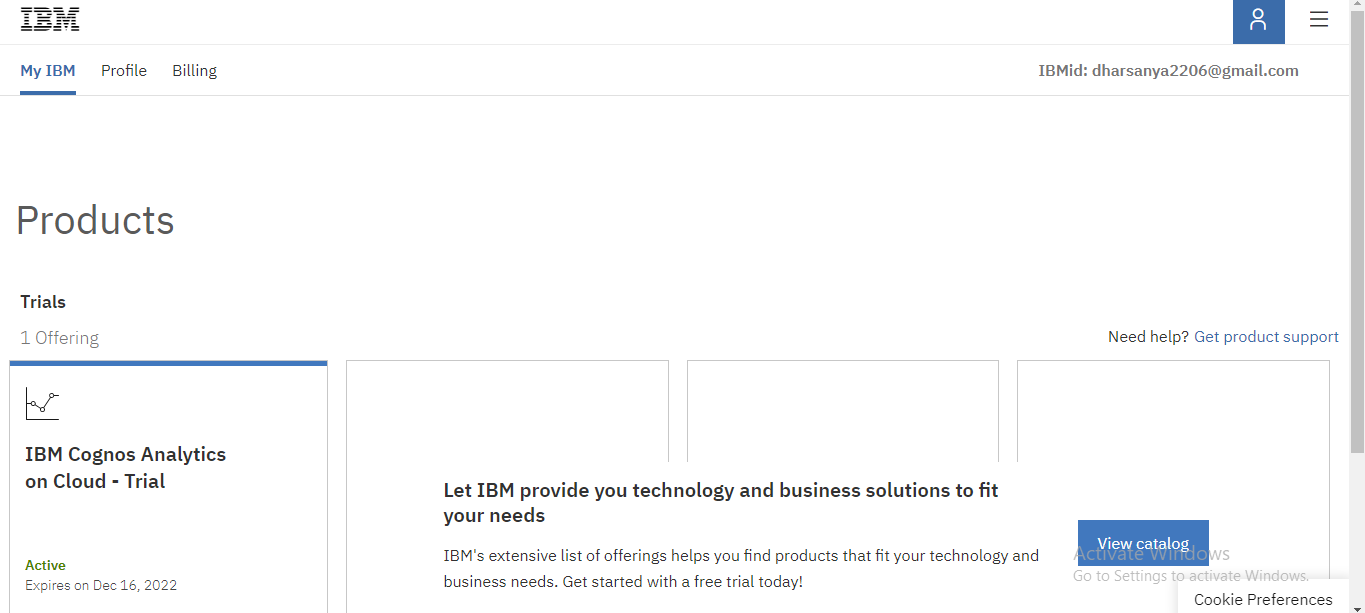 IBM
My IBM Profile Billing IBMid: dharsanya2206@gmail.com
Products
Trials
1 Offering
Need help? Get product support
IBM Cognos Analytics
on Cloud - Trial
Active
Expires on Dec 16, 2022
Let IBM provide you technology and business solutions to fit
your needs
IBM's extensive list of offerings helps you find products that fit your technology and
business needs. Get started with a free trial today!
View catalog
Activate Windows
Go to Settings to activate Windows.
Cookie Preferences